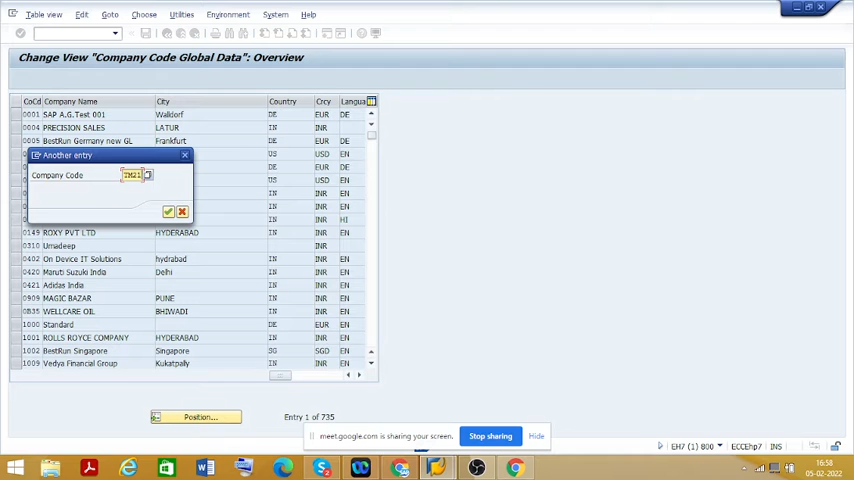 Table view Edit Goto Choose Utilities Environment System Help
Change View "Company Code Global Data": Overview
CoCd Company Name City Country Crcy Langua
0001 SAP A.G.Test 001 Walldorf DE EUR DE
0004 PRECISION SALES LATUR IN INR
0005 BestRun Germany new GL Frankfurt DE EUR DE
Another entry US USD EN
DE EUR DE
Company Code TM21 US USD EN
IN INR EN
IN INR EN
IN INR HI
0149 ROXY PVT LTD HYDERABAD IN INR EN
0310 Umadeep IN INR EN
0402 On Device IT Solutions hydrabad IN INR EN
0420 Maruti Suzuki India Delhi IN INR EN
0421 Adidas India IN INR EN
0909 MAGIC BAZAR PUNE IN INR EN
0B35 WELLCARE OIL BHIWADI IN INR EN
1000 Standard DE EUR EN
1001 ROLLS ROYCE COMPANY HYDERABAD IN INR EN
1002 BestRun Singapore Singapore SG SGD EN
1009 Vedya Financial Group Kukatpally IN INR EN
Position... Entry 1 of 735
meet.google.com is sharing your screen. Stop sharing Hide
EH7 (1) 800 ECCEhp7 INS
16:58
05-02-2022